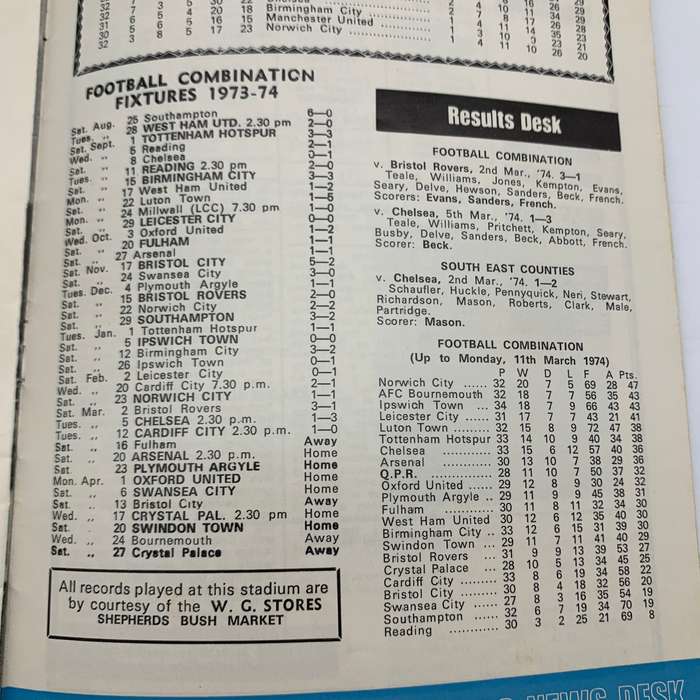 Birmingham City
Manchester United
Norwich City
FOOTBALL COMBINATION
FIXTURES 1973-74
Sat. Aug. 25 Southampton 6—0
Tues. ,, 28 WEST HAM UTD. 2.30 pm 2—0
Sat. Sept. 1 TOTTENHAM HOTSPUR 3—3
Wed. ,, 5 Reading 2—1
Sat. ,, 8 Chelsea 0—1
Tues. ,, 11 READING 2.30 pm 2—0
Sat. ,, 15 BIRMINGHAM CITY 3—3
Mon. ,, 17 West Ham United 1—2
Sat. ,, 22 Luton Town 1—5
Mon. ,, 24 Millwall (LCC) 7.30 pm 1—0
Sat. ,, 29 LEICESTER CITY 0—0
Wed. Oct. 3 Oxford United 1—2
Sat. ,, 20 FULHAM 1—1
Sat. ,, 27 Arsenal 1—1
Sat. Nov. 17 BRISTOL CITY 5—2
Sat. ,, 24 Swansea City 3—0
Tues. Dec. 4 Plymouth Argyle 1—1
Sat. ,, 15 BRISTOL ROVERS 2—0
Sat. ,, 22 Norwich City 2—2
Sat. ,, 29 SOUTHAMPTON 3—2
Tues. Jan. 1 Tottenham Hotspur 1—1
Sat. ,, 5 IPSWICH TOWN 0—0
Sat. ,, 12 Birmingham City 3—2
Sat. ,, 26 Ipswich Town 0—1
Sat. Feb. 2 Leicester City 0—1
Wed. ,, 20 Cardiff City 7.30 p.m. 2—1
Sat. ,, 23 NORWICH CITY 1—1
Sat. Mar. 2 Bristol Rovers 3—1
Tues. ,, 5 CHELSEA 2.30 p.m. 1—3
Tues. ,, 12 CARDIFF CITY 2.30 p.m. 1—0
Sat. ,, 16 Fulham Away
Sat. ,, 20 ARSENAL 2.30 p.m. Home
Sat. 23 PLYMOUTH ARGYLE Home
Mon. Apr. 1 OXFORD UNITED Home
Sat. ,, 6 SWANSEA CITY Home
Sat. ,, 13 Bristol City Away
Wed. ,, 17 CRYSTAL PAL. 2.30 pm Home
Sat. ,, 20 SWINDON TOWN Home
Wed. ,, 24 Bournemouth Away
Sat. ,, 27 Crystal Palace Away
All records played at this stadium are
by courtesy of the W. G. STORES
SHEPHERDS BUSH MARKET
Results Desk
FOOTBALL COMBINATION
v. Bristol Rovers, 2nd Mar., '74. 3—1
Teale, Williams, Jones, Kempton, Evans,
Seary, Delve, Hewson, Sanders, Beck, French.
Scorers: Evans, Sanders, French.
v. Chelsea, 5th Mar., '74. 1—3
Teale, Williams, Pritchett, Kempton, Seary,
Busby, Delve, Sanders, Beck, Abbott, French.
Scorer: Beck.
SOUTH EAST COUNTIES
v. Chelsea, 2nd Mar., '74. 1—2
Schaufler, Huckle, Pennyquick, Neri, Stewart,
Richardson, Mason, Roberts, Clark, Male,
Partridge.
Scorer: Mason.
FOOTBALL COMBINATION
(Up to Monday, 11th March 1974)
P W D L F A Pts.
Norwich City ...... 32 20 7 5 69 28 47
AFC Bournemouth 32 18 7 7 56 35 43
Ipswich Town ... 34 18 7 9 66 43 43
Leicester City ...... 31 17 7 7 43 21 41
Luton Town ......... 32 15 8 9 72 47 38
Tottenham Hotspur 33 14 10 9 40 34 38
Chelsea ............ 33 15 6 12 57 40 36
Arsenal ............ 30 13 10 7 38 29 36
Q.P.R. ............ 28 11 10 7 50 37 32
Oxford United ...... 29 12 8 9 30 24 32
Plymouth Argyle .. 29 11 9 9 45 38 31
Fulham ............ 30 11 8 11 32 34 30
West Ham United 30 12 6 12 35 40 30
Birmingham City .. 33 12 6 15 31 39 30
Swindon Town ... 29 11 7 11 41 40 29
Bristol Rovers ... 31 9 9 13 39 53 27
Crystal Palace ... 28 10 5 13 34 45 25
Cardiff City ......... 33 8 6 19 34 58 22
Bristol City ......... 30 8 4 18 32 56 20
Swansea City ...... 27 8 3 16 35 54 19
Southampton ...... 32 6 7 19 34 70 19
Reading ............ 30 3 2 25 21 69 8
NEWS DESK